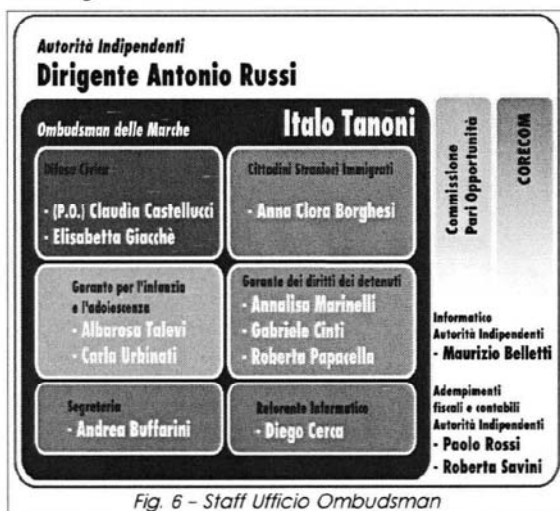 Autorità Indipendenti
Dirigente Antonio Russi
Ombudsman delle Marche
Italo Tanoni
Difesa Civica
- (P.O.) Claudia Castellucci
- Elisabetta Giacchè
Cittadini Stranieri Immigrati
- Anna Clora Borghesi
Garante per l'infanzia
e l'adolescenza
- Albarosa Talevi
- Carla Urbinati
Garante dei diritti dei detenuti
- Annalisa Marinelli
- Gabriele Cinti
- Roberta Papacella
Segreteria
- Andrea Buffarini
Referente Informatico
- Diego Cerca
Commissione
Pari Opportunità
CORECOM
Informatico
Autorità Indipendenti
- Maurizio Belletti
Adempimenti
fiscali e contabili
Autorità Indipendenti
- Paolo Rossi
- Roberta Savini
Fig. 6 – Staff Ufficio Ombudsman